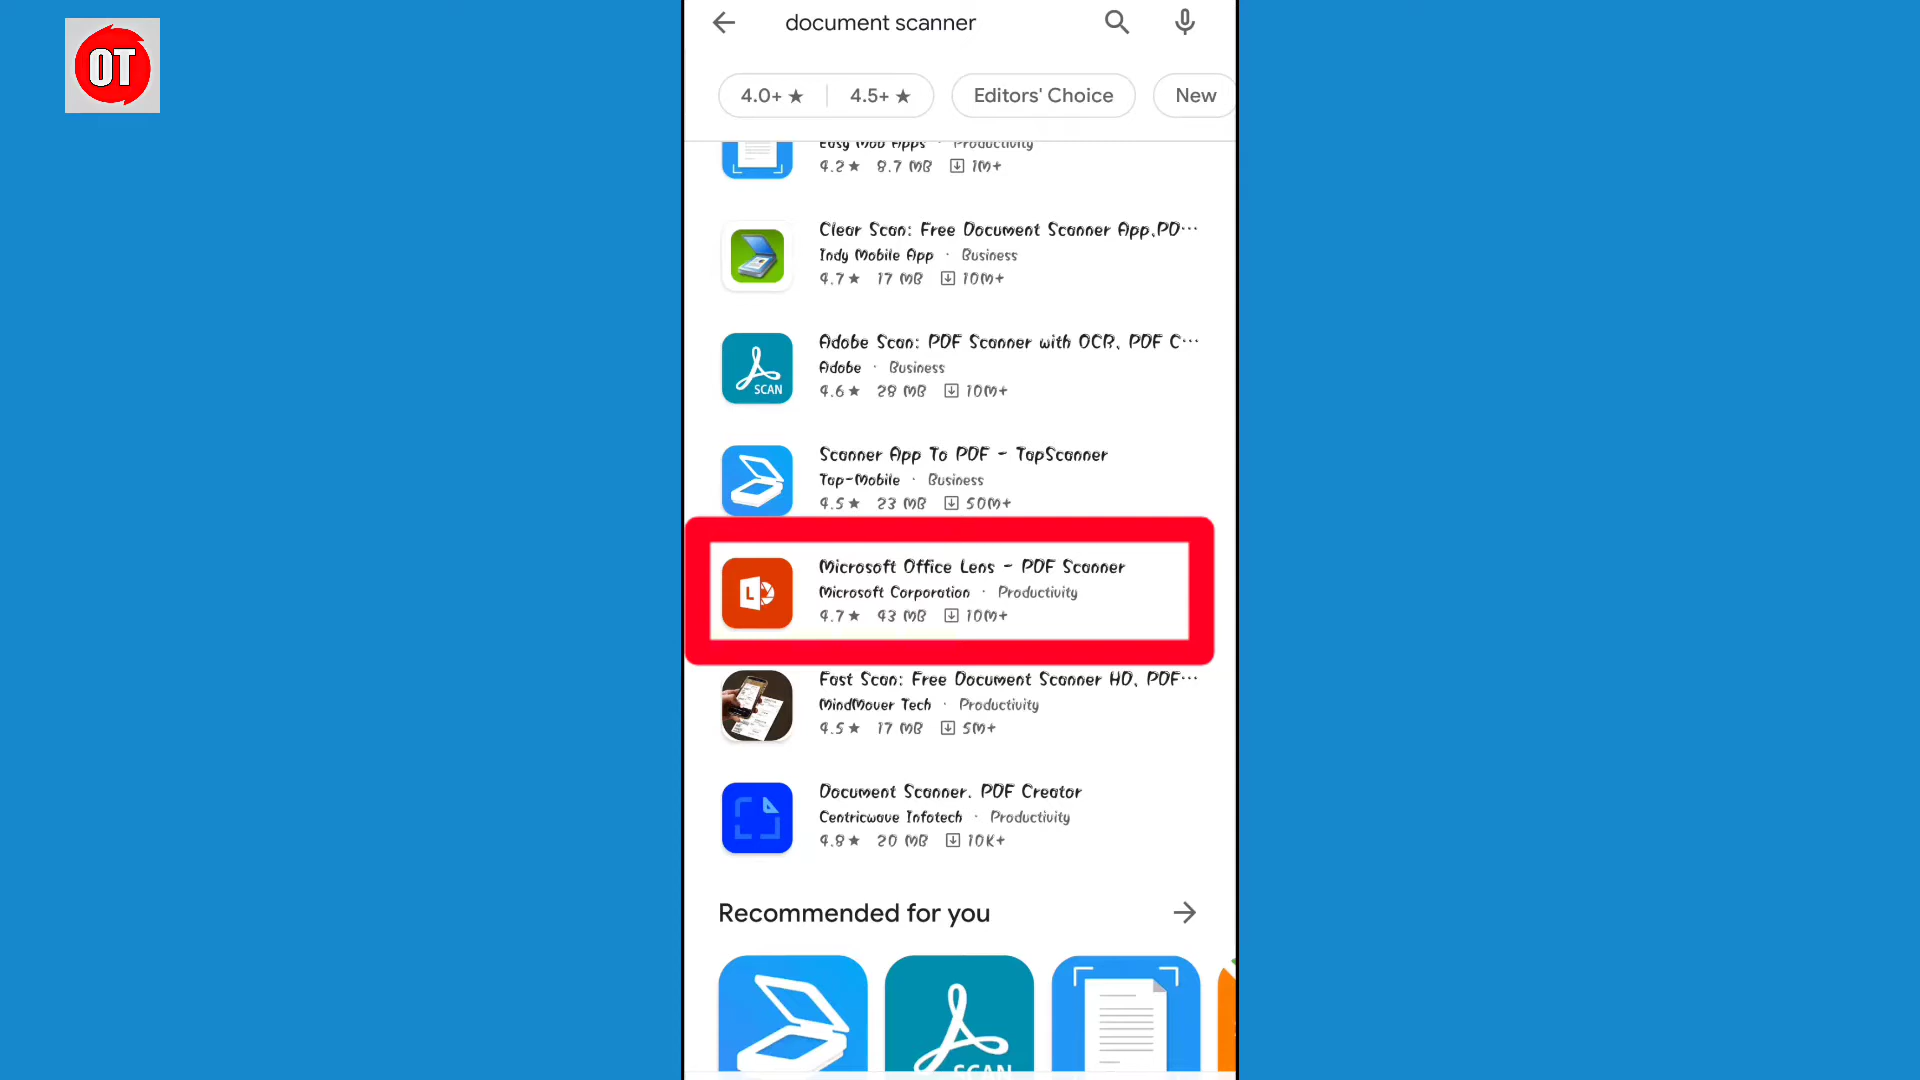 OT
document scanner
4.0+ ★ 4.5+ ★ Editors' Choice New
Easy Mob Apps · Productivity
4.2 ★ 8.7 MB 1M+
Clear Scan: Free Document Scanner App,PD...
Indy Mobile App · Business
4.7 ★ 17 MB 10M+
Adobe Scan: PDF Scanner with OCR, PDF C...
Adobe · Business
4.6 ★ 28 MB 10M+
SCAN
Scanner App To PDF - TapScanner
Tap-Mobile · Business
4.5 ★ 23 MB 50M+
Microsoft Office Lens - PDF Scanner
L
Microsoft Corporation · Productivity
4.7 ★ 43 MB 10M+
Fast Scan: Free Document Scanner HD, PDF...
MindMover Tech · Productivity
4.5 ★ 17 MB 5M+
Document Scanner, PDF Creator
Centricwave Infotech · Productivity
4.8 ★ 20 MB 10K+
Recommended for you
SCAN